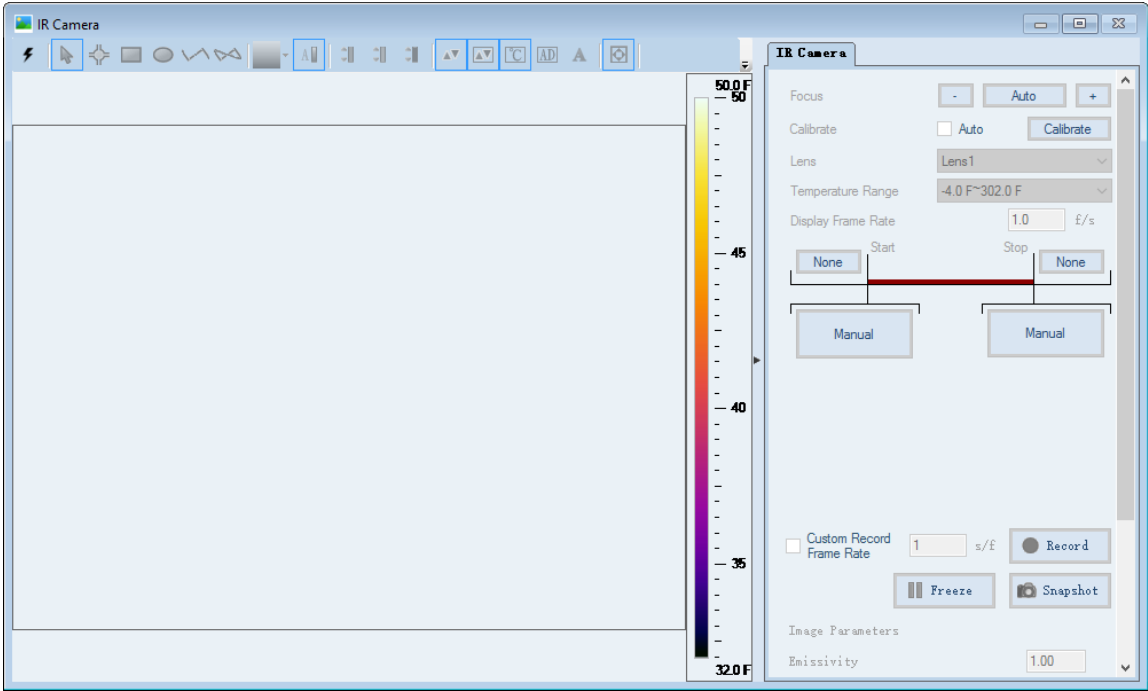 IR Camera
A
°C
AD
A
50.0 F
50
45
40
35
32.0 F
IR Camera
Focus - Auto +
Calibrate Auto Calibrate
Lens Lens1
Temperature Range -4.0 F~302.0 F
Display Frame Rate 1.0 f/s
Start Stop
None None
Manual Manual
Custom Record
Frame Rate 1 s/f Record
Freeze Snapshot
Image Parameters
Emissivity 1.00